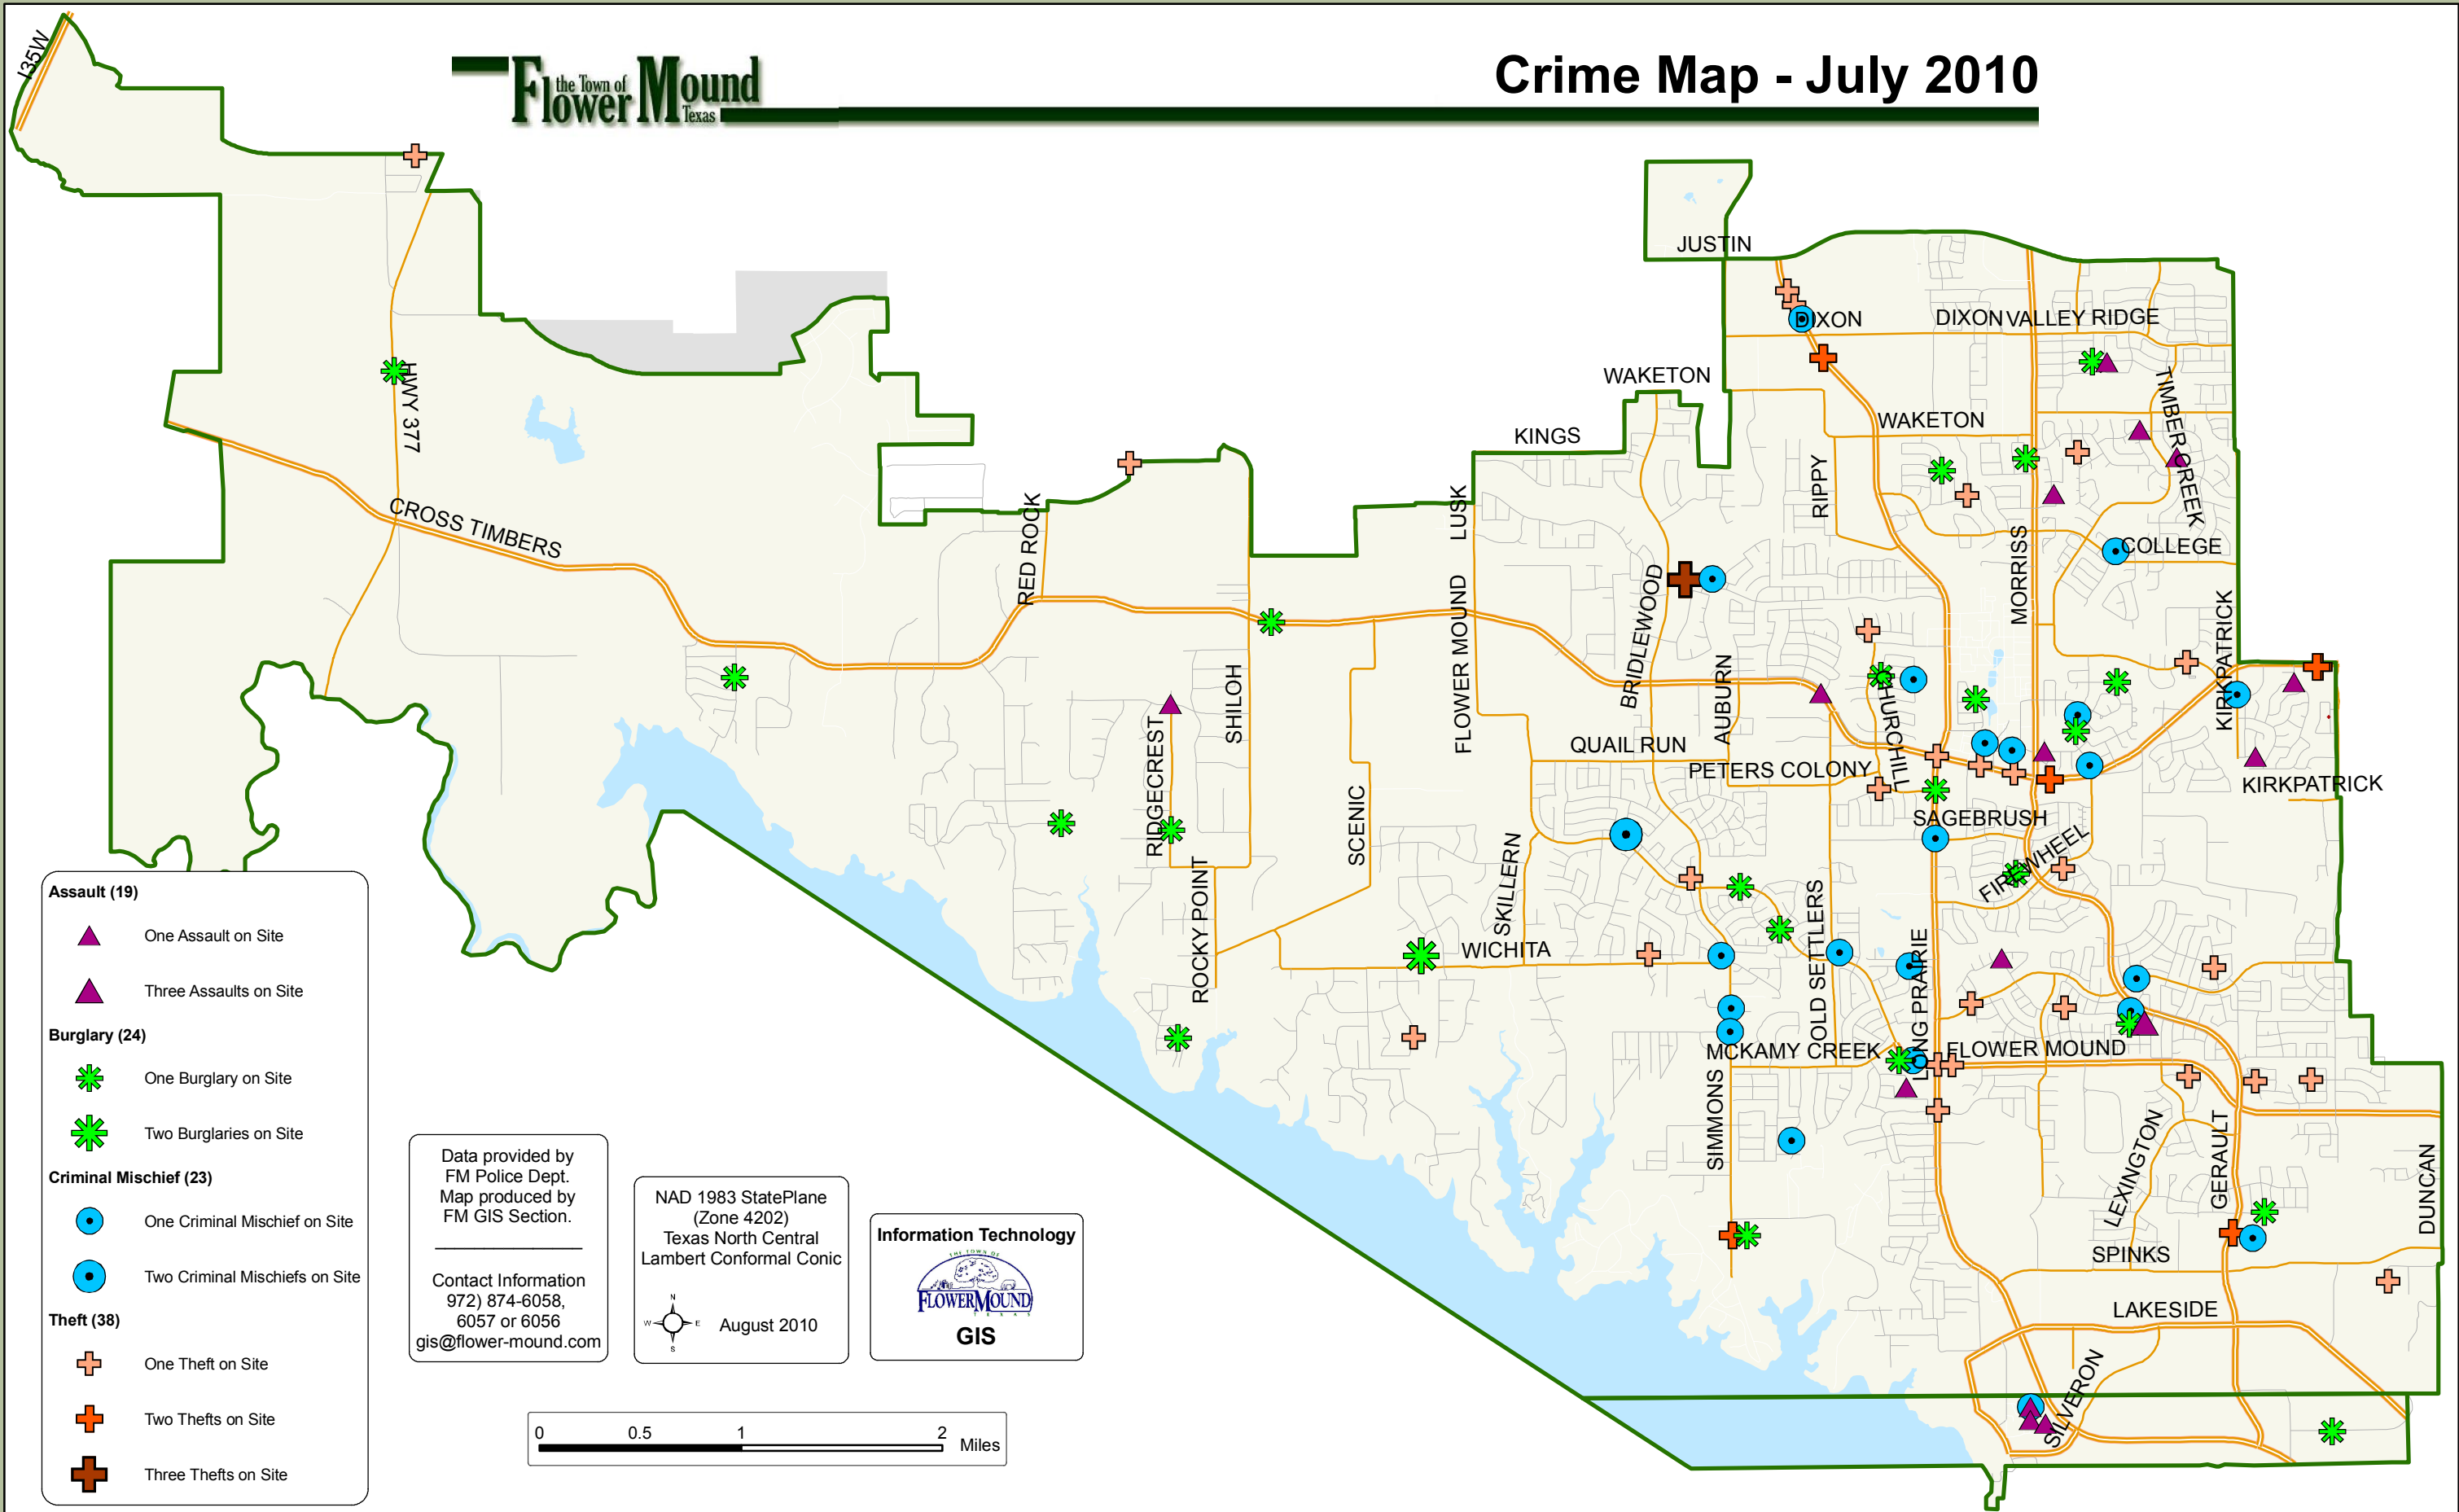 Crime Map - July 2010
the Town of
Flower Mound
Texas
I35W
JUSTIN
DIXON
DIXON
VALLEY RIDGE
WAKETON
WAKETON
KINGS
HWY 377
TIMBER CREEK
CROSS TIMBERS
RED ROCK
LUSK
RIPPY
MORRISS
COLLEGE
FLOWER MOUND
BRIDLEWOOD
KIRKPATRICK
SHILOH
AUBURN
CHURCHILL
RIDGECREST
QUAIL RUN
PETERS COLONY
KIRKPATRICK
SCENIC
SAGEBRUSH
SKILLERN
FIREWHEEL
ROCKY POINT
OLD SETTLERS
WICHITA
LONG PRAIRIE
MCKAMY CREEK
FLOWER MOUND
SIMMONS
LEXINGTON
GERAULT
DUNCAN
SPINKS
LAKESIDE
SILVERON
Assault (19)
One Assault on Site
Three Assaults on Site
Burglary (24)
One Burglary on Site
Two Burglaries on Site
Criminal Mischief (23)
One Criminal Mischief on Site
Two Criminal Mischiefs on Site
Theft (38)
One Theft on Site
Two Thefts on Site
Three Thefts on Site
Data provided by
FM Police Dept.
Map produced by
FM GIS Section.
Contact Information
972) 874-6058,
6057 or 6056
gis@flower-mound.com
NAD 1983 StatePlane
(Zone 4202)
Texas North Central
Lambert Conformal Conic
N
W
E
S
August 2010
Information Technology
THE TOWN OF
FLOWER MOUND
TEXAS
GIS
0 0.5 1 2
Miles